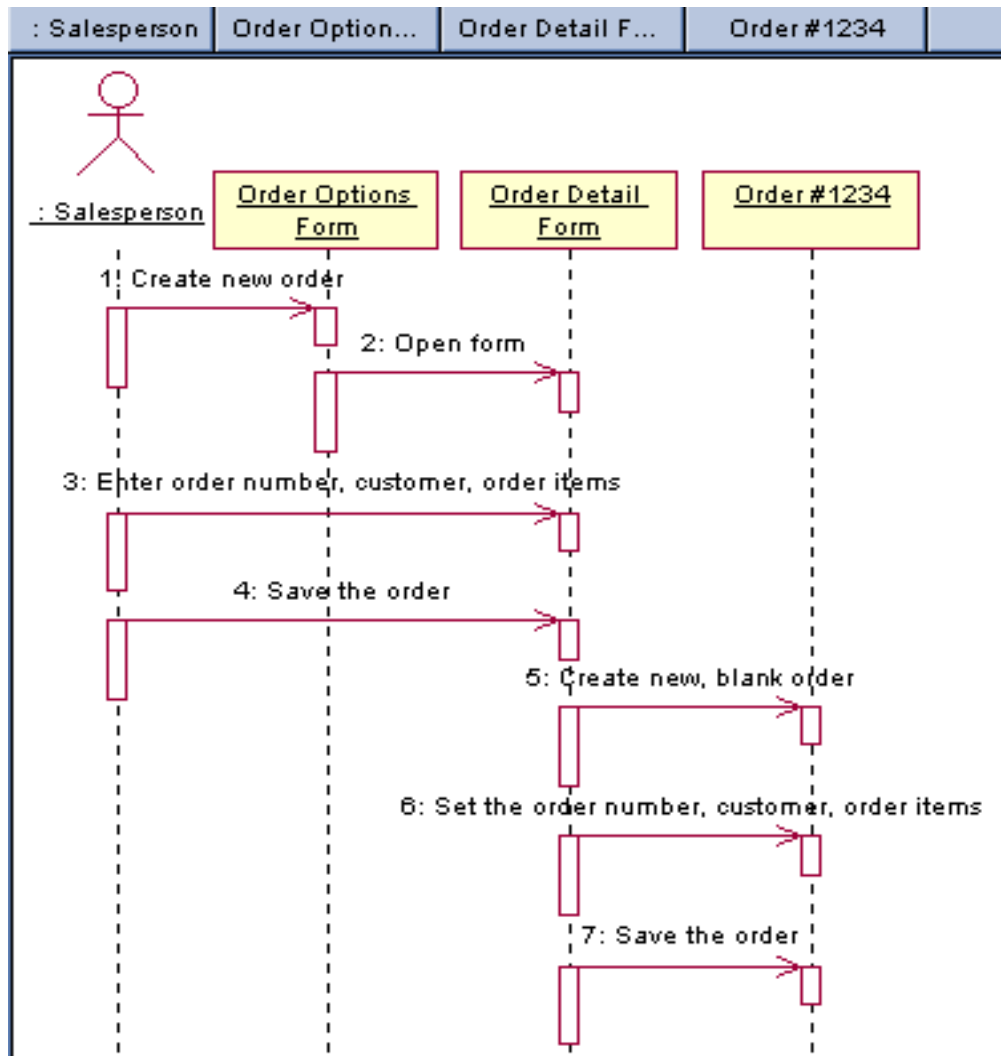 : Salesperson
Order Option...
Order Detail F...
Order #1234
: Salesperson
Order Options
Form
Order Detail
Form
Order #1234
1: Create new order
2: Open form
3: Enter order number, customer, order items
4: Save the order
5: Create new, blank order
6: Set the order number, customer, order items
7: Save the order